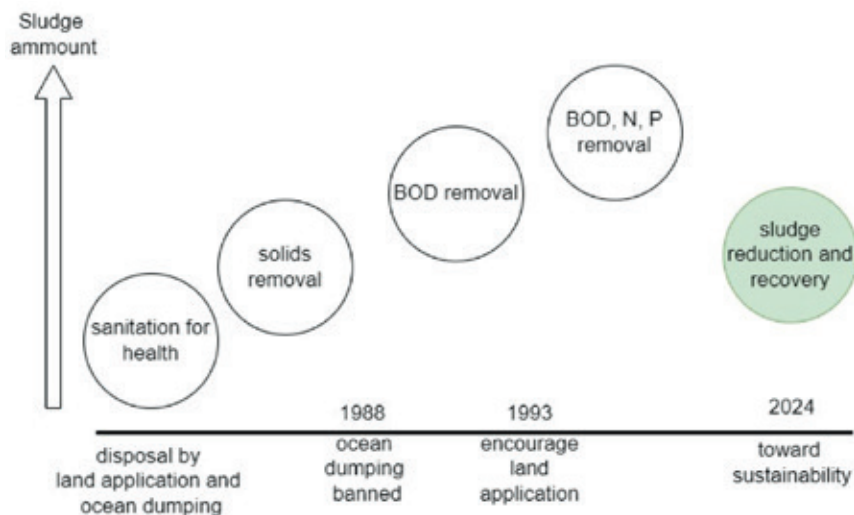 Sludge
ammount
BOD, N, P
removal
BOD removal
solids
removal
sludge
reduction and
recovery
sanitation for
health
1988
1993
2024
disposal by
land application and
ocean dumping
ocean
dumping
banned
encourage
land
application
toward
sustainability